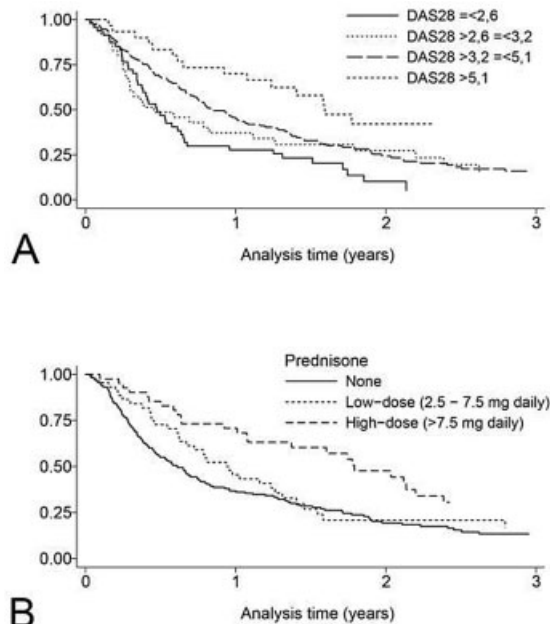 1.00
0.75
0.50
0.25
0.00
DAS28 =<2,6
DAS28 >2,6 =<3,2
DAS28 >3,2 =<5,1
DAS28 >5,1
0 1 2 3
Analysis time (years)
A
1.00
0.75
0.50
0.25
0.00
Prednisone
None
Low-dose (2.5 – 7.5 mg daily)
High-dose (>7.5 mg daily)
0 1 2 3
Analysis time (years)
B